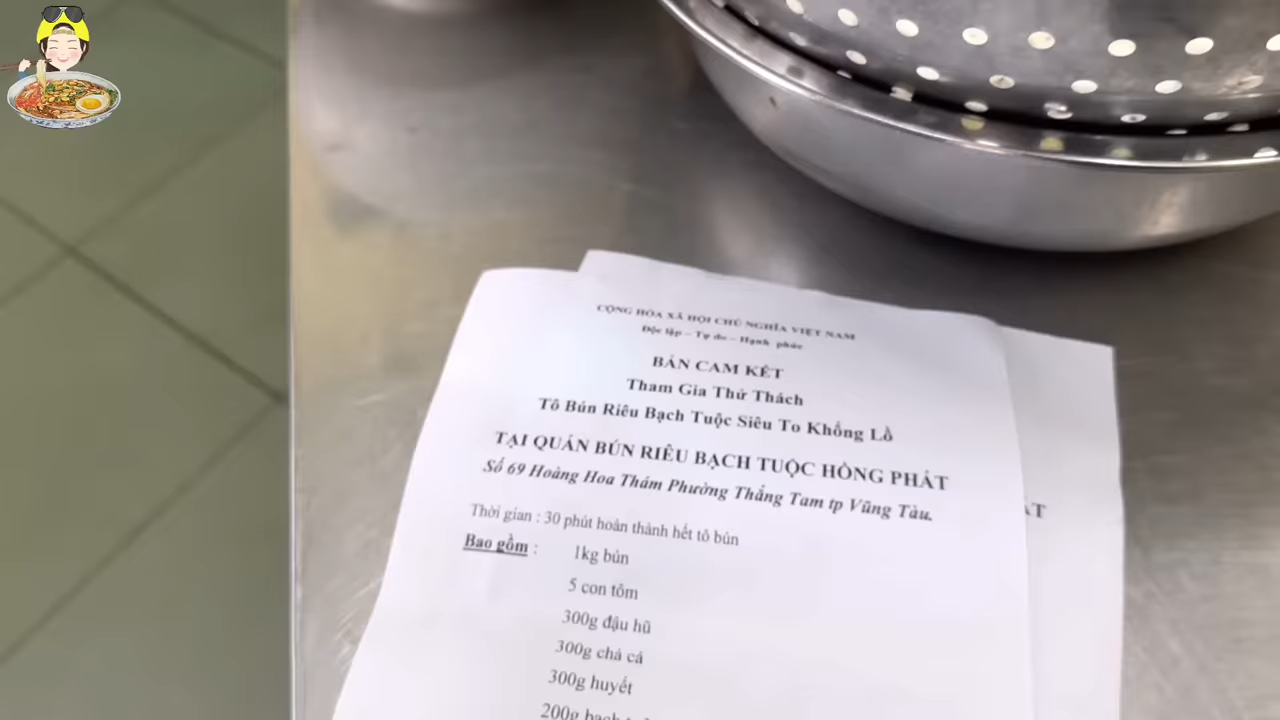 CỘNG HÒA XÃ HỘI CHỦ NGHĨA VIỆT NAM
Độc lập – Tự do – Hạnh phúc
BẢN CAM KẾT
Tham Gia Thử Thách
Tô Bún Riêu Bạch Tuộc Siêu To Khổng Lồ
TẠI QUÁN BÚN RIÊU BẠCH TUỘC HỒNG PHÁT
Số 69 Hoàng Hoa Thám Phường Thắng Tam tp Vũng Tàu.
Thời gian : 30 phút hoàn thành hết tô bún
Bao gồm : 1kg bún
5 con tôm
300g đậu hũ
300g chả cá
300g huyết
200g bạch